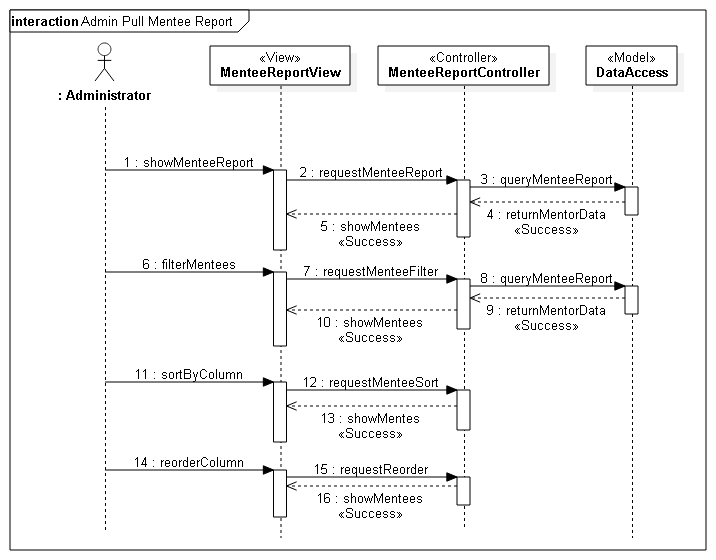 interaction Admin Pull Mentee Report
«View»
MenteeReportView
«Controller»
MenteeReportController
«Model»
DataAccess
: Administrator
1 : showMenteeReport
2 : requestMenteeReport
3 : queryMenteeReport
4 : returnMentorData
«Success»
5 : showMentees
«Success»
6 : filterMentees
7 : requestMenteeFilter
8 : queryMenteeReport
9 : returnMentorData
«Success»
10 : showMentees
«Success»
11 : sortByColumn
12 : requestMenteeSort
13 : showMentes
«Success»
14 : reorderColumn
15 : requestReorder
16 : showMentees
«Success»